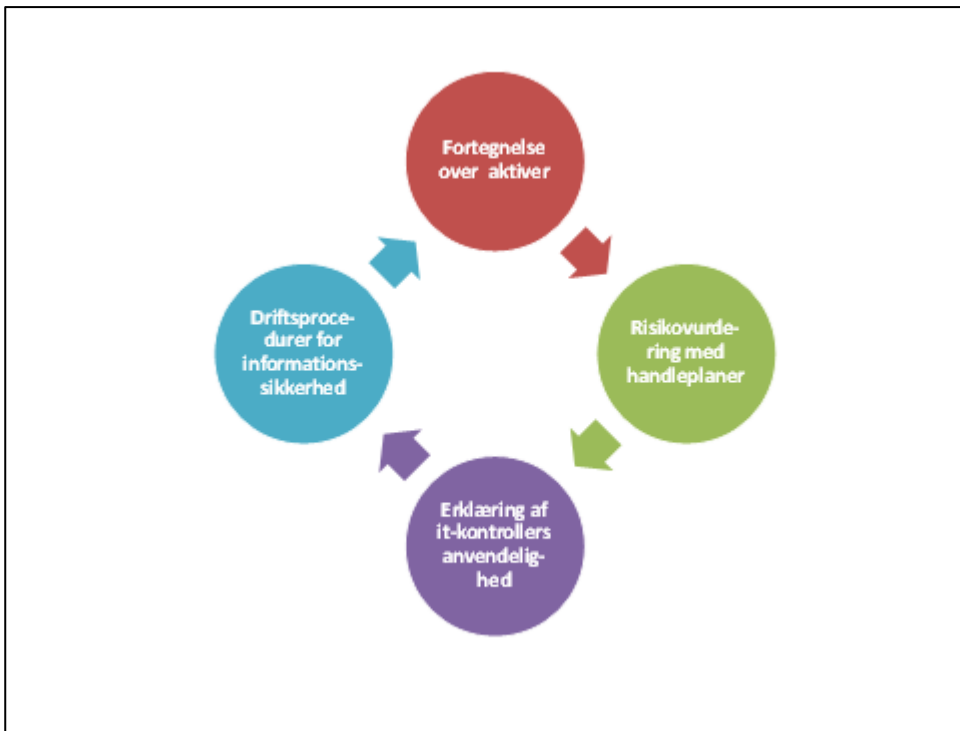 Fortegnelse
over aktiver
Risikovurde-
ring med
handleplaner
Erklæring af
it-kontrollers
anvendelig-
hed
Driftsproce-
durer for
informations-
sikkerhed